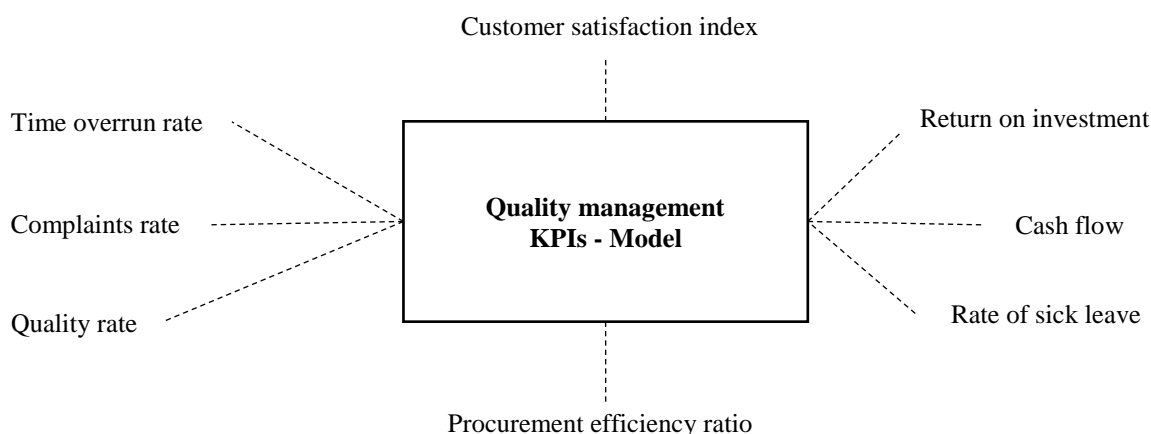 Customer satisfaction index
Time overrun rate
Return on investment
Quality management
KPIs - Model
Complaints rate
Cash flow
Quality rate
Rate of sick leave
Procurement efficiency ratio